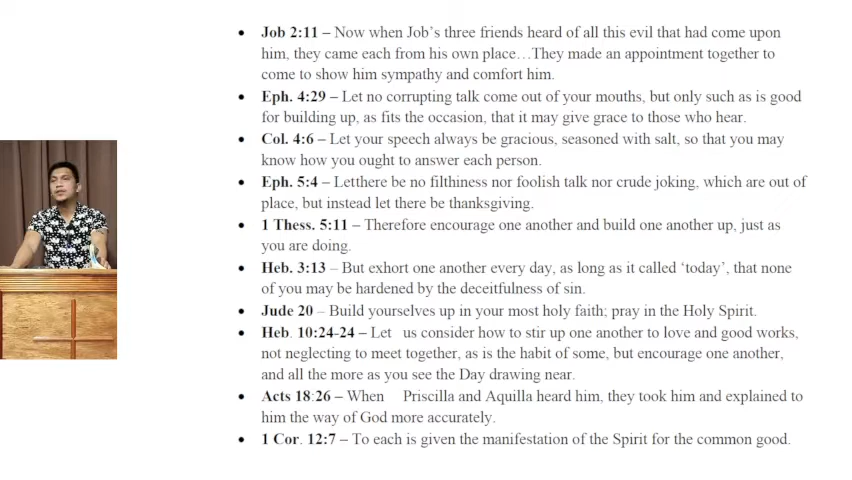 • Job 2:11 – Now when Job's three friends heard of all this evil that had come upon
him, they came each from his own place…They made an appointment together to
come to show him sympathy and comfort him.
• Eph. 4:29 – Let no corrupting talk come out of your mouths, but only such as is good
for building up, as fits the occasion, that it may give grace to those who hear.
• Col. 4:6 – Let your speech always be gracious, seasoned with salt, so that you may
know how you ought to answer each person.
• Eph. 5:4 – Letthere be no filthiness nor foolish talk nor crude joking, which are out of
place, but instead let there be thanksgiving.
• 1 Thess. 5:11 – Therefore encourage one another and build one another up, just as
you are doing.
• Heb. 3:13 – But exhort one another every day, as long as it called ‘today’, that none
of you may be hardened by the deceitfulness of sin.
• Jude 20 – Build yourselves up in your most holy faith; pray in the Holy Spirit.
• Heb. 10:24-24 – Let us consider how to stir up one another to love and good works,
not neglecting to meet together, as is the habit of some, but encourage one another,
and all the more as you see the Day drawing near.
• Acts 18:26 – When Priscilla and Aquilla heard him, they took him and explained to
him the way of God more accurately.
• 1 Cor. 12:7 – To each is given the manifestation of the Spirit for the common good.